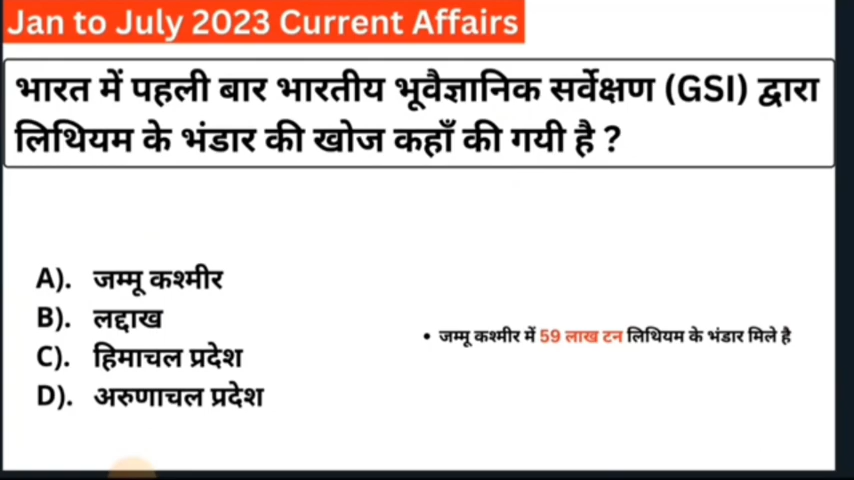 Jan to July 2023 Current Affairs
भारत में पहली बार भारतीय भूवैज्ञानिक सर्वेक्षण (GSI) द्वारा
लिथियम के भंडार की खोज कहाँ की गयी है ?
A). जम्मू कश्मीर
B). लद्दाख
C). हिमाचल प्रदेश
D). अरुणाचल प्रदेश
• जम्मू कश्मीर में 59 लाख टन लिथियम के भंडार मिले है